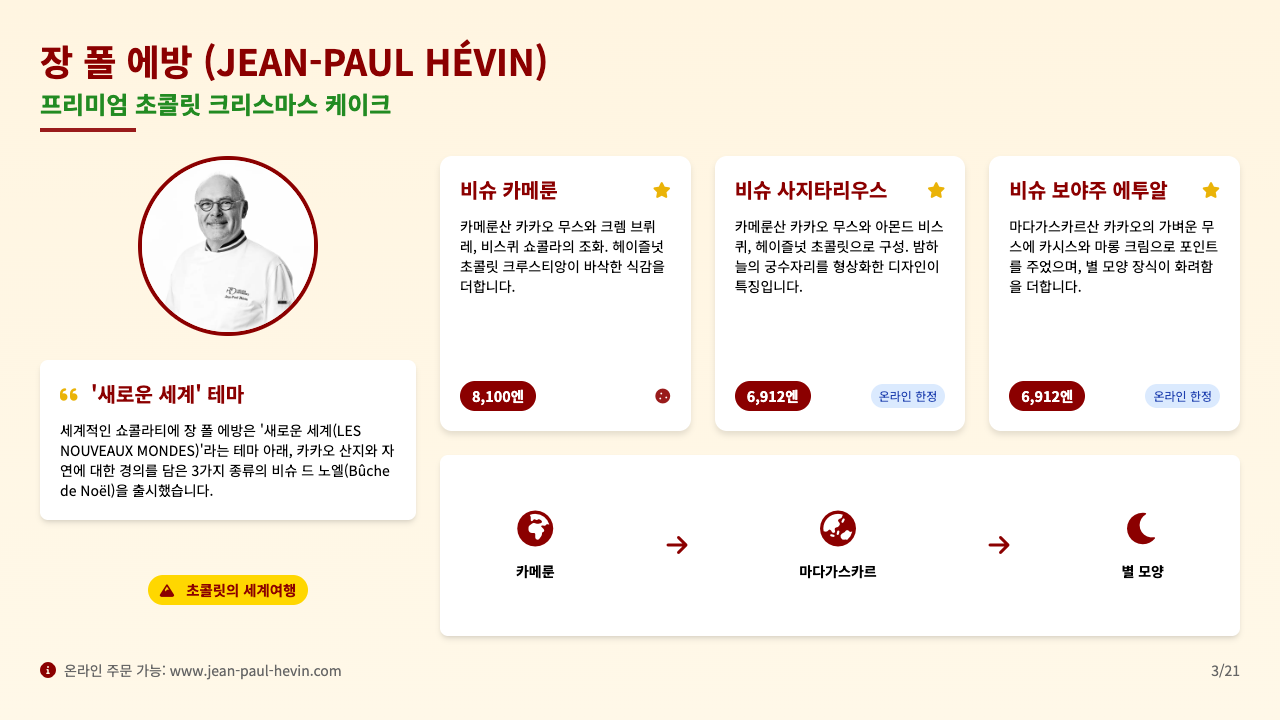 장 폴 에방 (JEAN-PAUL HÉVIN)
프리미엄 초콜릿 크리스마스 케이크
'새로운 세계' 테마
세계적인 쇼콜라티에 장 폴 에방은 '새로운 세계(LES
NOUVEAUX MONDES)'라는 테마 아래, 카카오 산지와 자
연에 대한 경의를 담은 3가지 종류의 비슈 드 노엘(Bûche
de Noël)을 출시했습니다.
초콜릿의 세계여행
비슈 카메룬
카메룬산 카카오 무스와 크렘 브뤼
레, 비스퀴 쇼콜라의 조화. 헤이즐넛
초콜릿 크루스티앙이 바삭한 식감을
더합니다.
8,100엔
비슈 사지타리우스
카메룬산 카카오 무스와 아몬드 비스
퀴, 헤이즐넛 초콜릿으로 구성. 밤하
늘의 궁수자리를 형상화한 디자인이
특징입니다.
6,912엔
온라인 한정
비슈 보야주 에투알
마다가스카르산 카카오의 가벼운 무
스에 카시스와 마롱 크림으로 포인트
를 주었으며, 별 모양 장식이 화려함
을 더합니다.
6,912엔
온라인 한정
카메룬
마다가스카르
별 모양
온라인 주문 가능: www.jean-paul-hevin.com
3/21